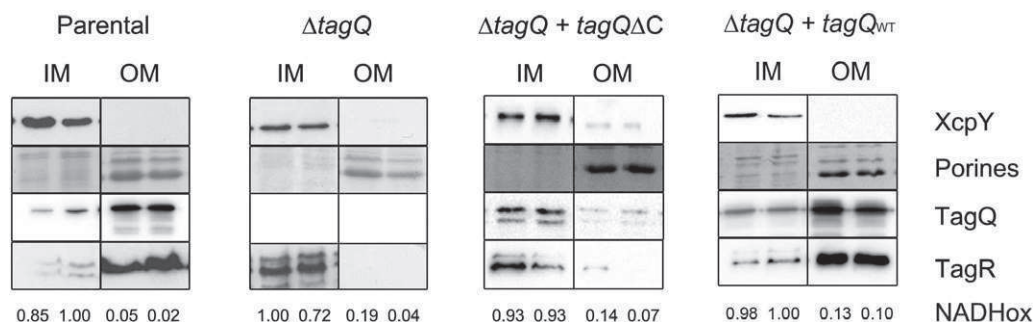 Parental ΔtagQ ΔtagQ + tagQΔC ΔtagQ + tagQWT
IM OM IM OM IM OM IM OM
XcpY
Porines
TagQ
TagR
0.85 1.00 0.05 0.02 1.00 0.72 0.19 0.04 0.93 0.93 0.14 0.07 0.98 1.00 0.13 0.10 NADHox